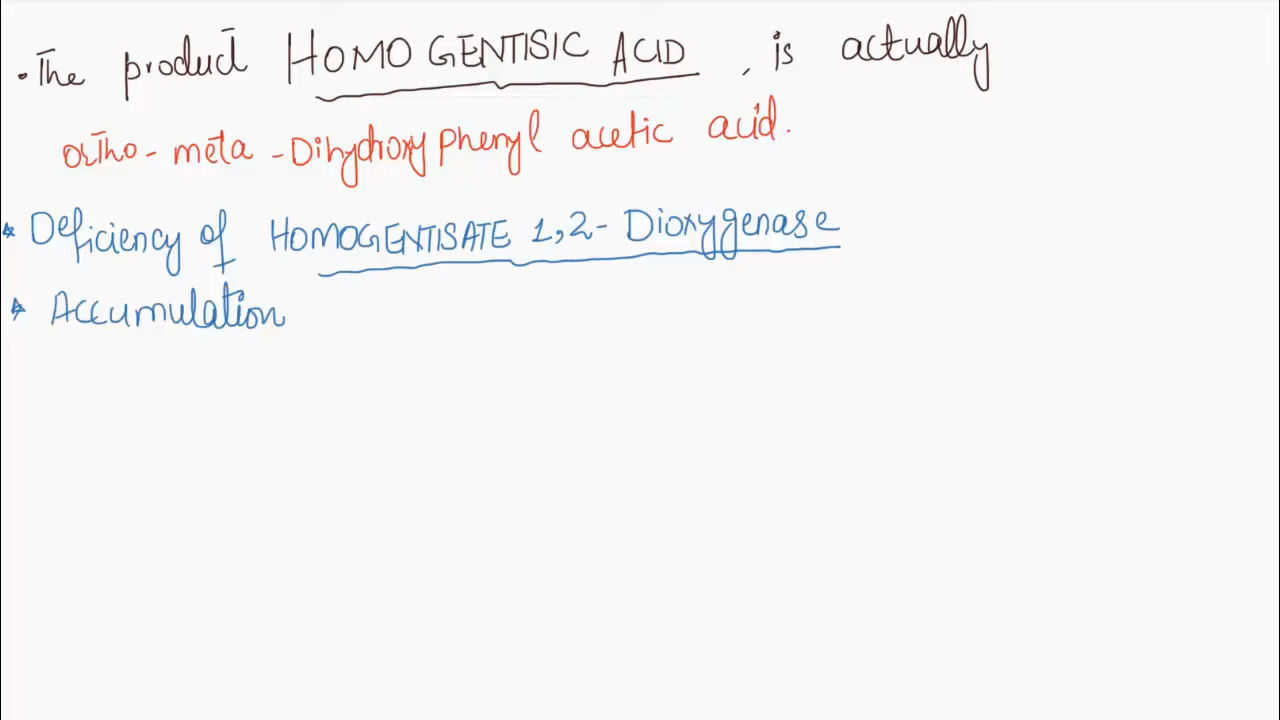 • The product HOMOGENTISIC ACID, is actually
ortho-meta-Dihydroxy phenyl acetic acid.
* Deficiency of HOMOGENTISATE 1,2-Dioxygenase
* Accumulation